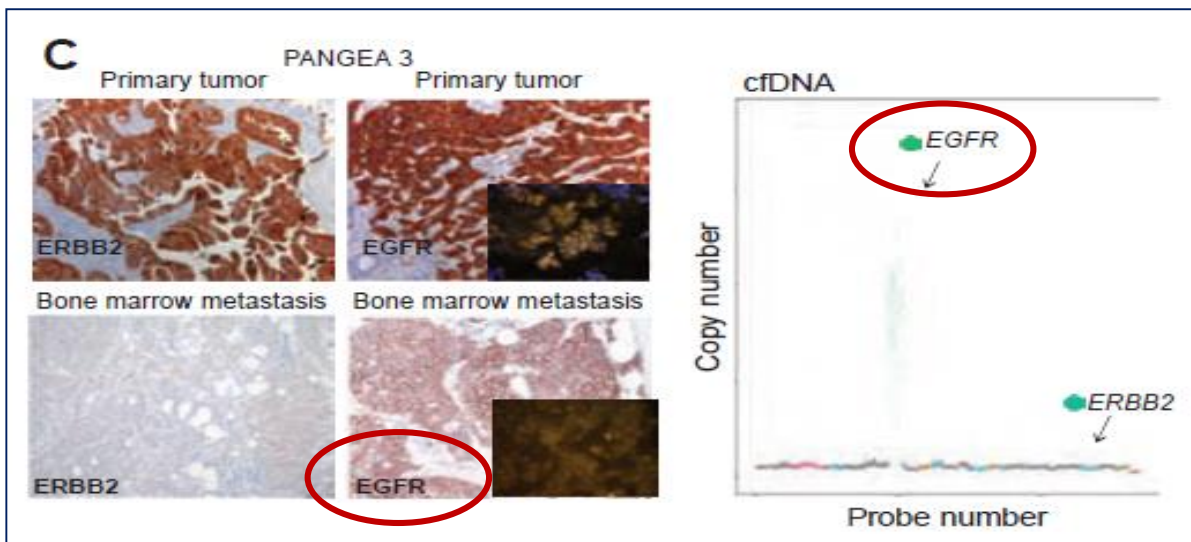 C
PANGEA 3
Primary tumor
Primary tumor
ERBB2
EGFR
Bone marrow metastasis
Bone marrow metastasis
ERBB2
EGFR
cfDNA
EGFR
Copy number
ERBB2
Probe number